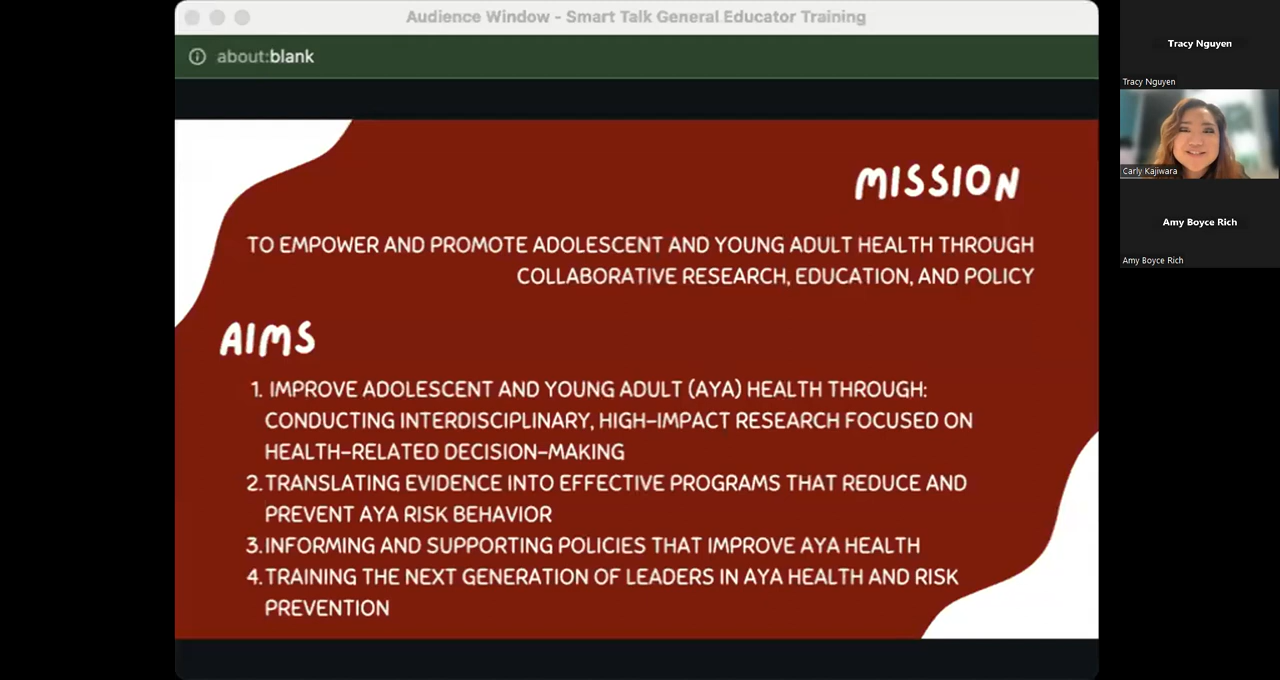 Audience Window - Smart Talk General Educator Training
about:blank
MISSION
TO EMPOWER AND PROMOTE ADOLESCENT AND YOUNG ADULT HEALTH THROUGH
COLLABORATIVE RESEARCH, EDUCATION, AND POLICY
AIMS
1. IMPROVE ADOLESCENT AND YOUNG ADULT (AYA) HEALTH THROUGH:
CONDUCTING INTERDISCIPLINARY, HIGH-IMPACT RESEARCH FOCUSED ON
HEALTH-RELATED DECISION-MAKING
2. TRANSLATING EVIDENCE INTO EFFECTIVE PROGRAMS THAT REDUCE AND
PREVENT AYA RISK BEHAVIOR
3. INFORMING AND SUPPORTING POLICIES THAT IMPROVE AYA HEALTH
4. TRAINING THE NEXT GENERATION OF LEADERS IN AYA HEALTH AND RISK
PREVENTION
Tracy Nguyen
Tracy Nguyen
Carly Kajiwara
Amy Boyce Rich
Amy Boyce Rich